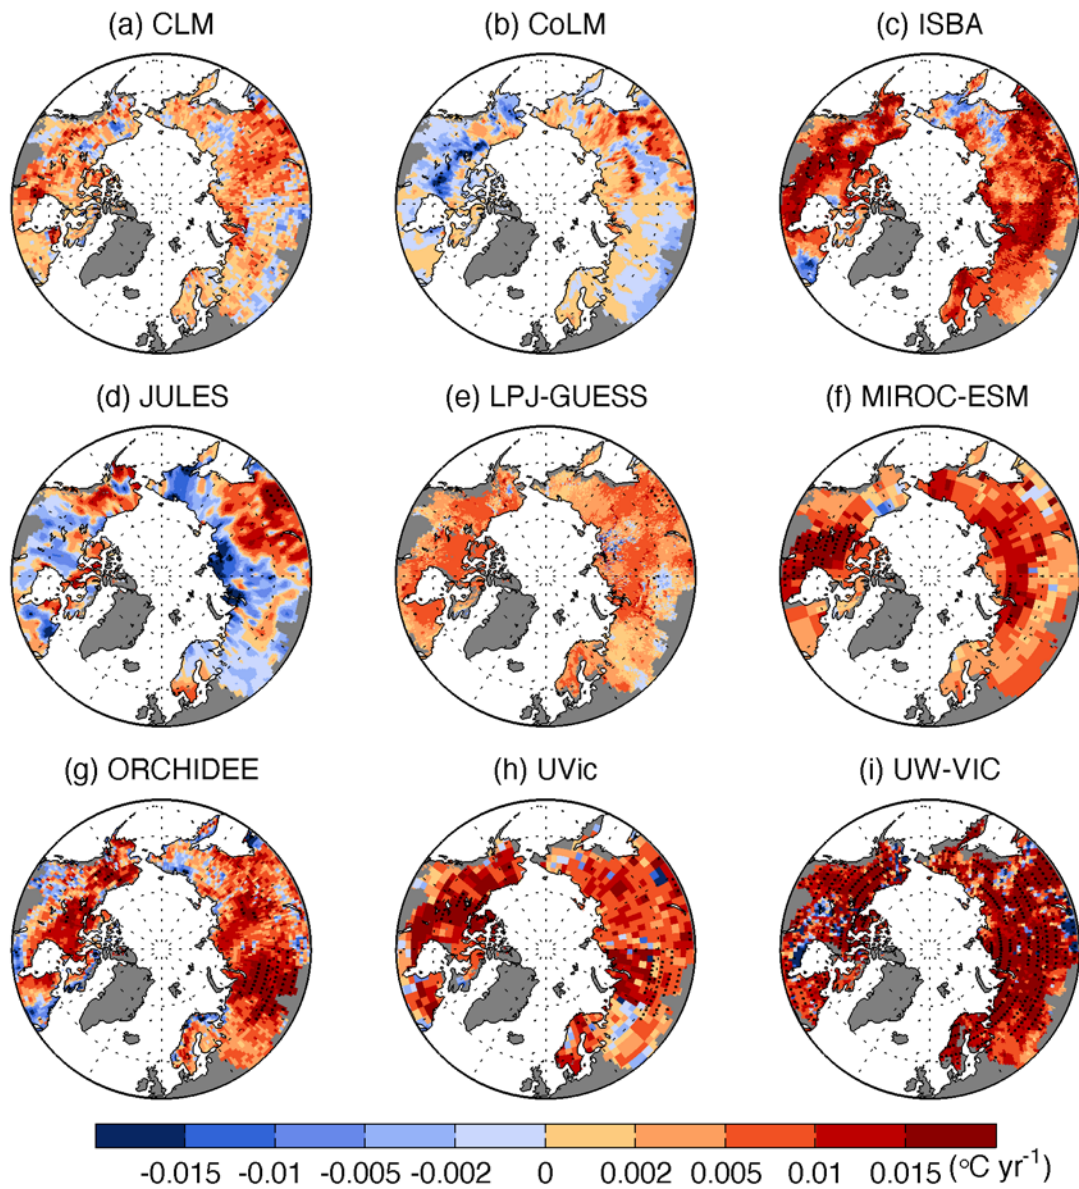 (a) CLM (b) CoLM (c) ISBA
(d) JULES (e) LPJ-GUESS (f) MIROC-ESM
(g) ORCHIDEE (h) UVic (i) UW-VIC
-0.015 -0.01 -0.005 -0.002 0 0.002 0.005 0.01 0.015 (°C yr⁻¹)